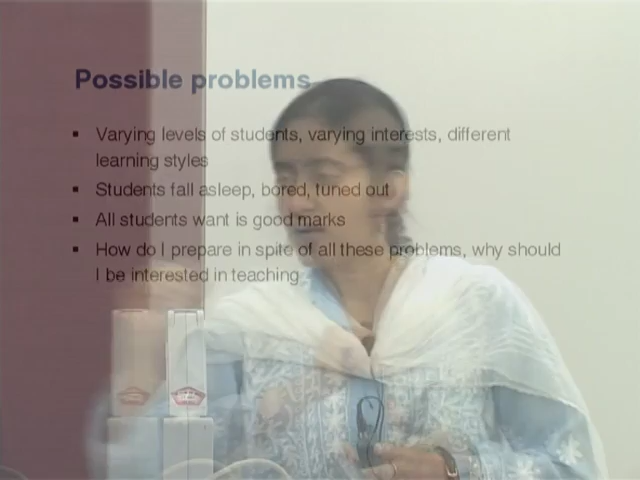 Possible problems
▪ Varying levels of students, varying interests, different
learning styles
▪ Students fall asleep, bored, tuned out
▪ All students want is good marks
▪ How do I prepare in spite of all these problems, why should
I be interested in teaching